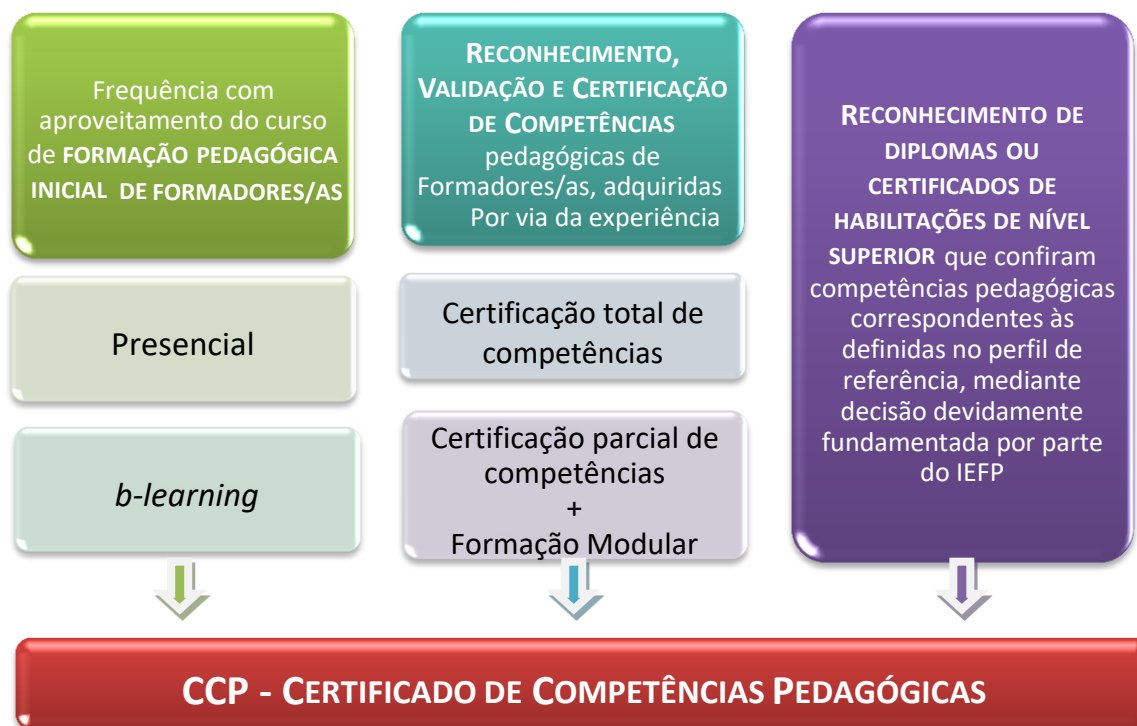 Frequência com
aproveitamento do curso
de FORMAÇÃO PEDAGÓGICA
INICIAL DE FORMADORES/AS
Presencial
b-learning
RECONHECIMENTO,
VALIDAÇÃO E CERTIFICAÇÃO
DE COMPETÊNCIAS
pedagógicas de
Formadores/as, adquiridas
Por via da experiência
Certificação total de
competências
Certificação parcial de
competências
+
Formação Modular
RECONHECIMENTO DE
DIPLOMAS OU
CERTIFICADOS DE
HABILITAÇÕES DE NÍVEL
SUPERIOR que confiram
competências pedagógicas
correspondentes às
definidas no perfil de
referência, mediante
decisão devidamente
fundamentada por parte
do IEFP
CCP - CERTIFICADO DE COMPETÊNCIAS PEDAGÓGICAS